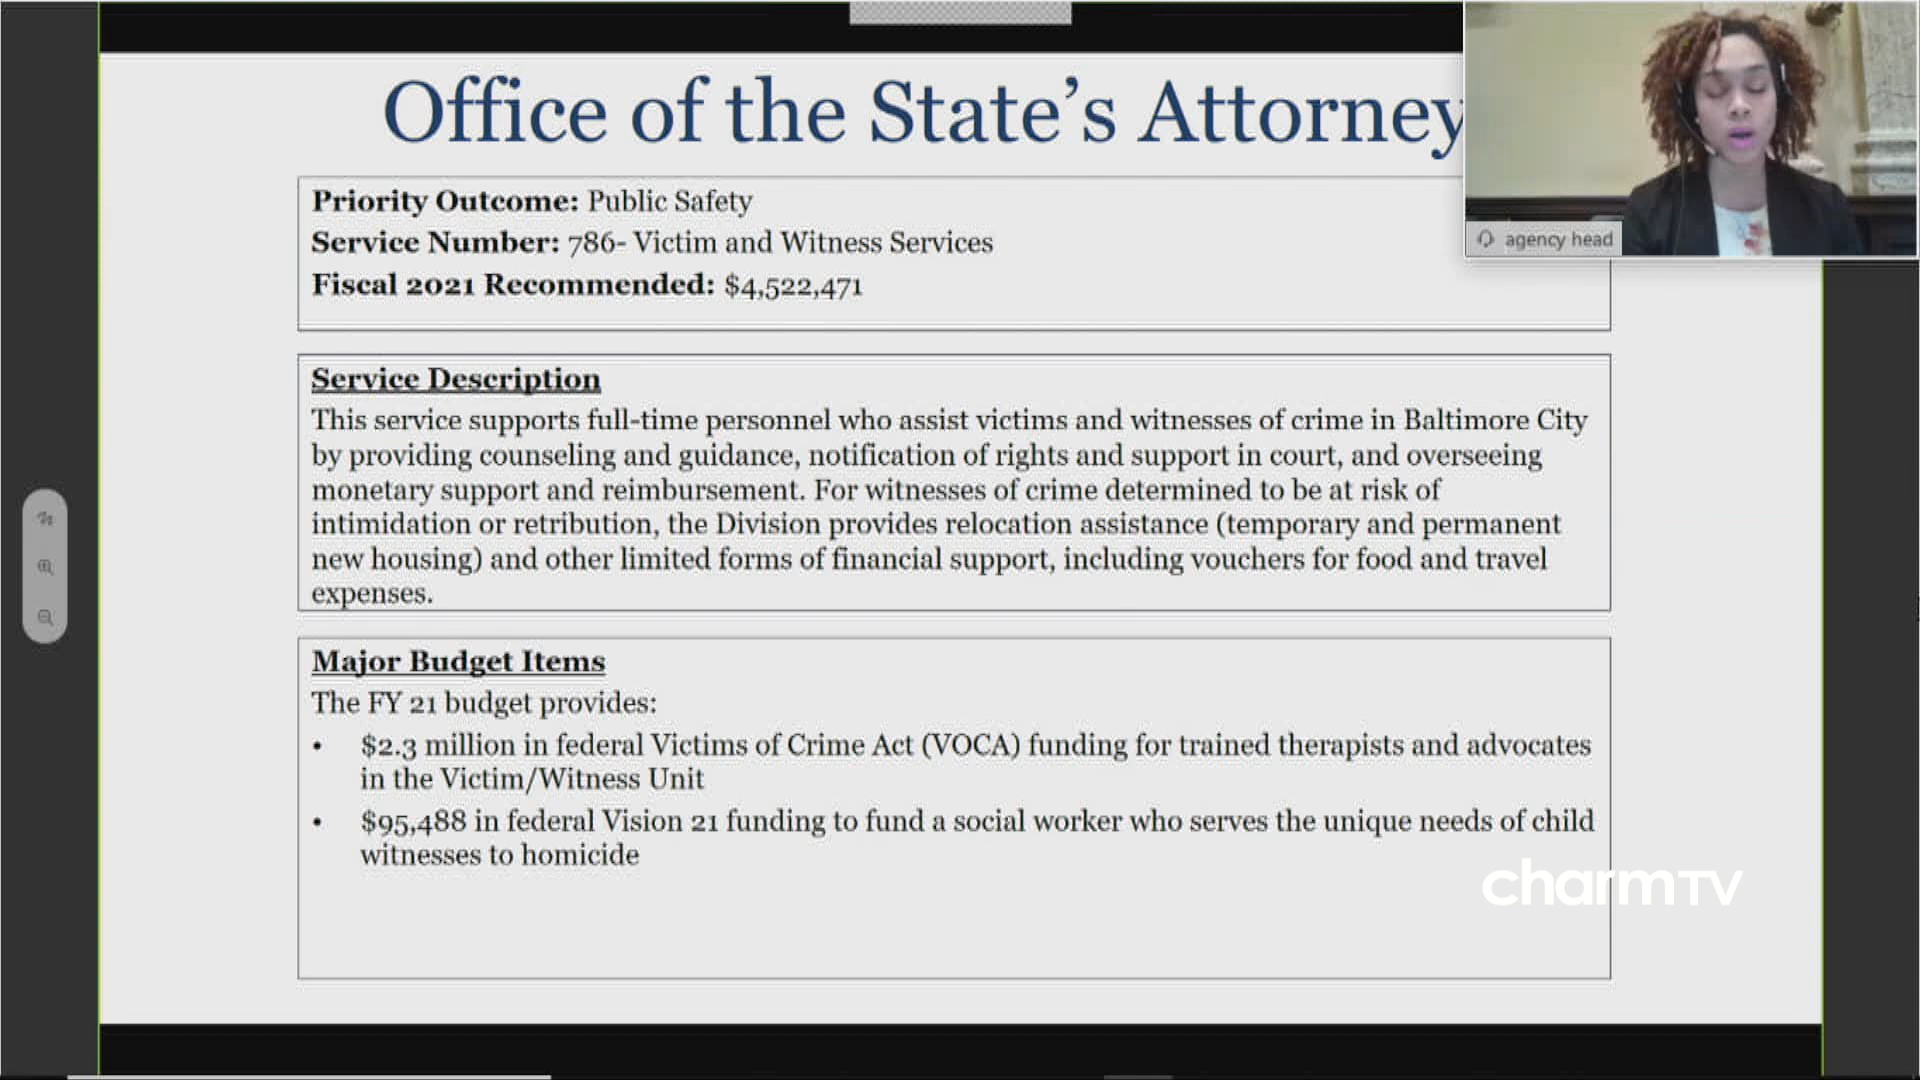 Office of the State’s Attorney
agency head
Priority Outcome: Public Safety
Service Number: 786- Victim and Witness Services
Fiscal 2021 Recommended: $4,522,471
Service Description
This service supports full-time personnel who assist victims and witnesses of crime in Baltimore City
by providing counseling and guidance, notification of rights and support in court, and overseeing
monetary support and reimbursement. For witnesses of crime determined to be at risk of
intimidation or retribution, the Division provides relocation assistance (temporary and permanent
new housing) and other limited forms of financial support, including vouchers for food and travel
expenses.
Major Budget Items
The FY 21 budget provides:
• $2.3 million in federal Victims of Crime Act (VOCA) funding for trained therapists and advocates
in the Victim/Witness Unit
• $95,488 in federal Vision 21 funding to fund a social worker who serves the unique needs of child
witnesses to homicide
charmTV